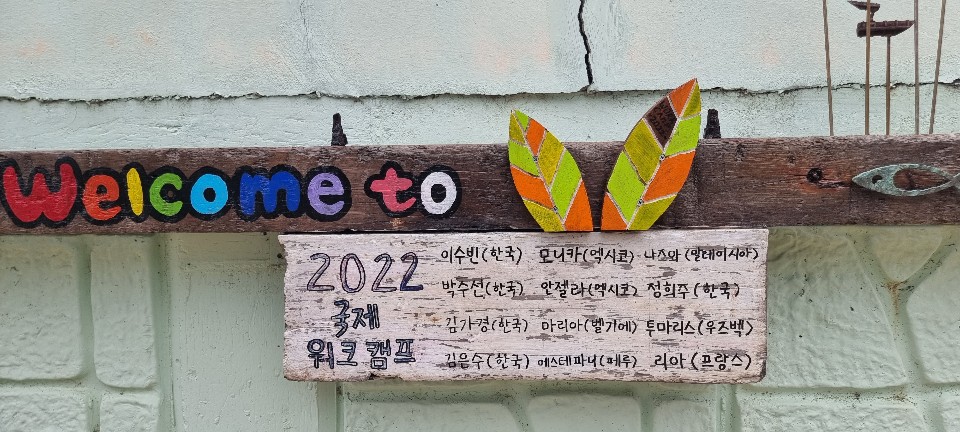 Welcome to
2022
국제
워크캠프
이수빈(한국) 모니카(멕시코) 나즈와(말레이시아)
박주선(한국) 안젤라(멕시코) 정희주(한국)
김가경(한국) 마리아(벨기에) 투마리스(우즈벡)
김은수(한국) 에스테파니(페루) 리아(프랑스)